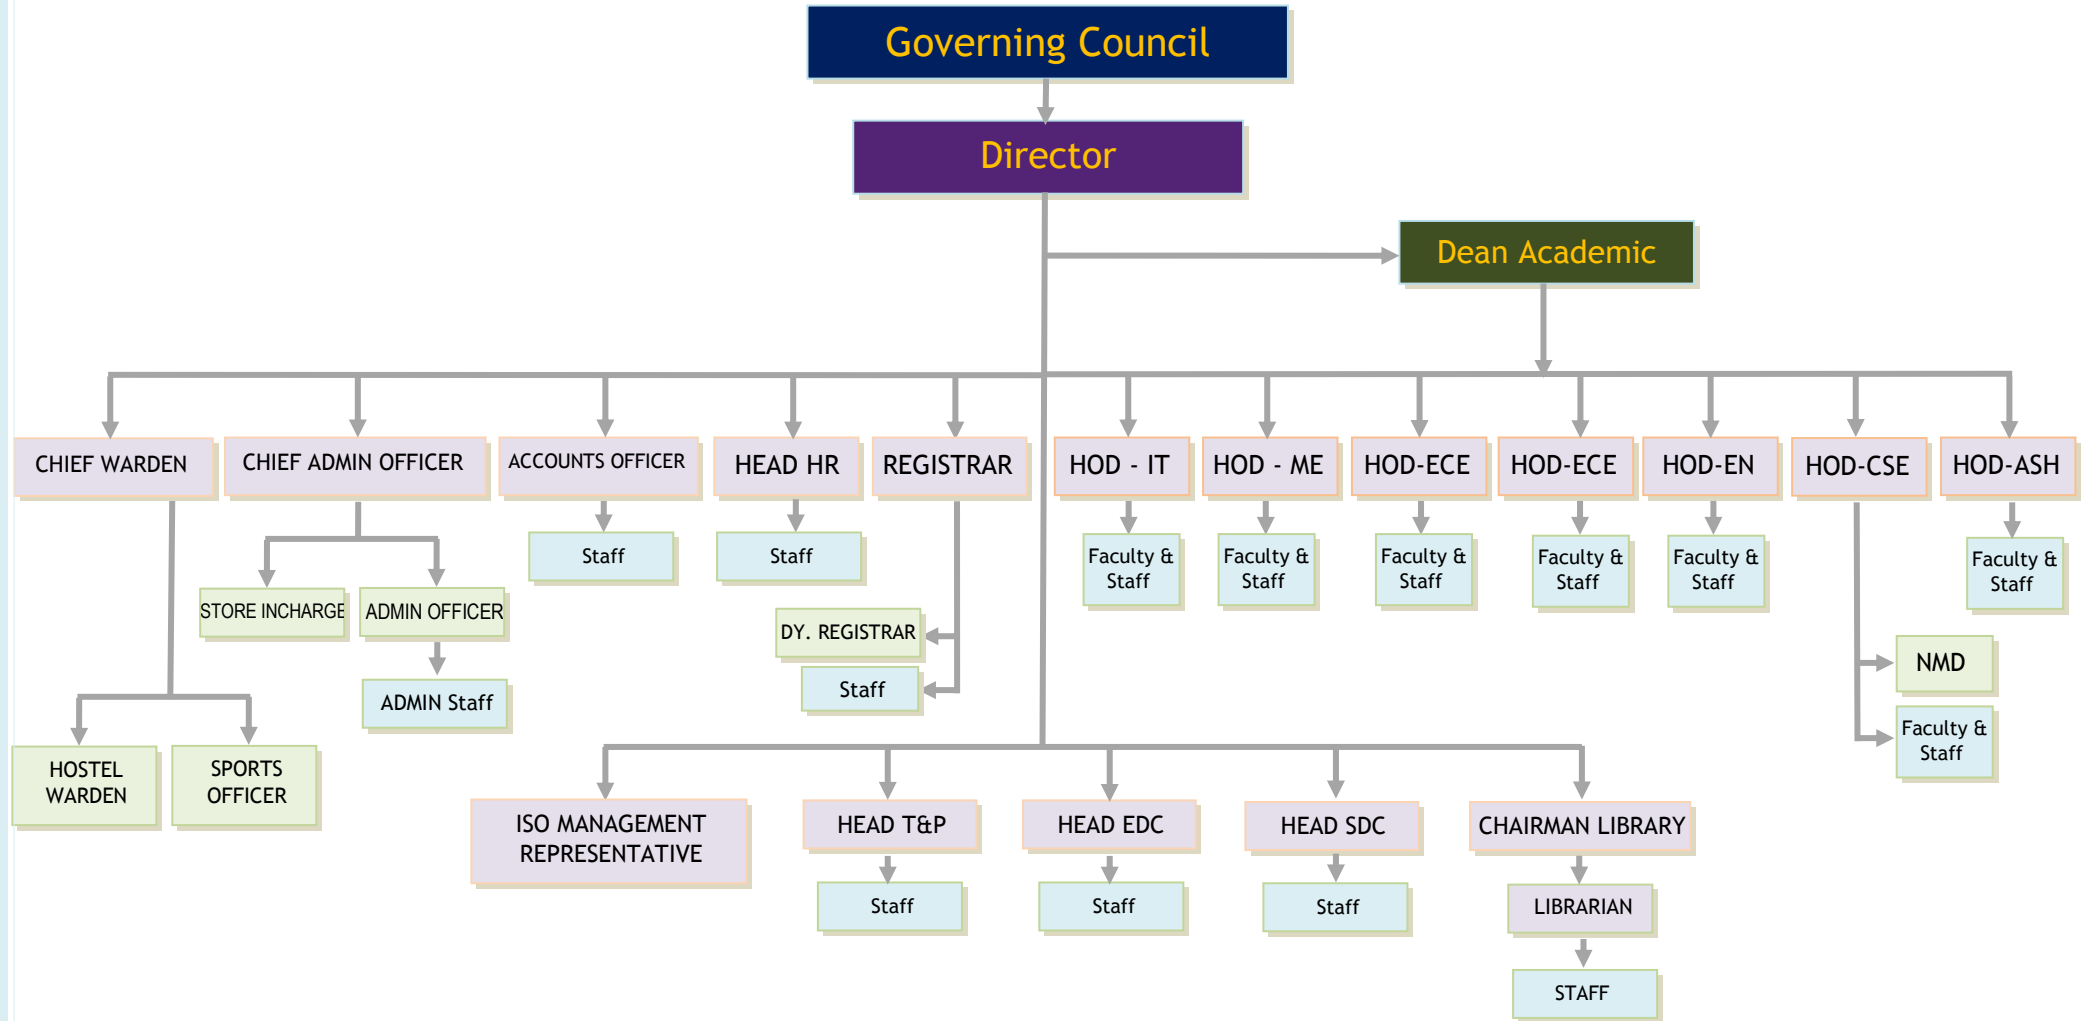 Governing Council
Director
Dean Academic
CHIEF WARDEN
CHIEF ADMIN OFFICER
ACCOUNTS OFFICER
HEAD HR
REGISTRAR
HOD - IT
HOD - ME
HOD-ECE
HOD-ECE
HOD-EN
HOD-CSE
HOD-ASH
Staff
Staff
Faculty &
Staff
Faculty &
Staff
Faculty &
Staff
Faculty &
Staff
Faculty &
Staff
Faculty &
Staff
STORE INCHARGE
ADMIN OFFICER
DY. REGISTRAR
Staff
ADMIN Staff
NMD
Faculty &
Staff
HOSTEL
WARDEN
SPORTS
OFFICER
ISO MANAGEMENT
REPRESENTATIVE
HEAD T&P
HEAD EDC
HEAD SDC
CHAIRMAN LIBRARY
Staff
Staff
Staff
LIBRARIAN
STAFF